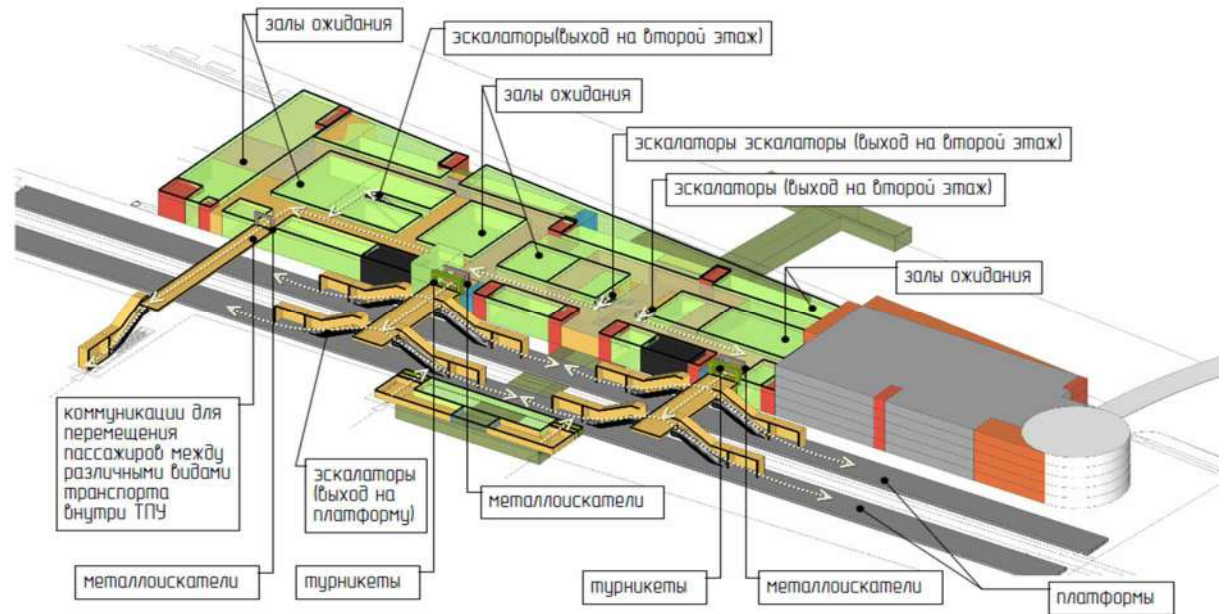 залы ожидания
эскалаторы(выход на второй этаж)
залы ожидания
эскалаторы эскалаторы (выход на второй этаж)
эскалаторы (выход на второй этаж)
залы ожидания
коммуникации для
перемещения
пассажиров между
различными видами
транспорта
внутри ТПУ
эскалаторы
(выход на
платформу)
металлоискатели
металлоискатели
турникеты
турникеты
металлоискатели
платформы